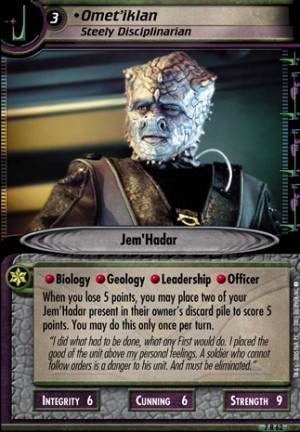 3
•Omet'iklan
Steely Disciplinarian
Jem'Hadar
Biology Geology Leadership Officer
When you lose 5 points, you may place two of your
Jem'Hadar present in their owner's discard pile to score 5
points. You may do this only once per turn.
"I did what had to be done, what any First would do. I placed
the good of the unit above my personal feelings. A soldier who cannot
follow orders is a danger to his unit. And must be eliminated."
INTEGRITY 6 CUNNING 6 STRENGTH 9